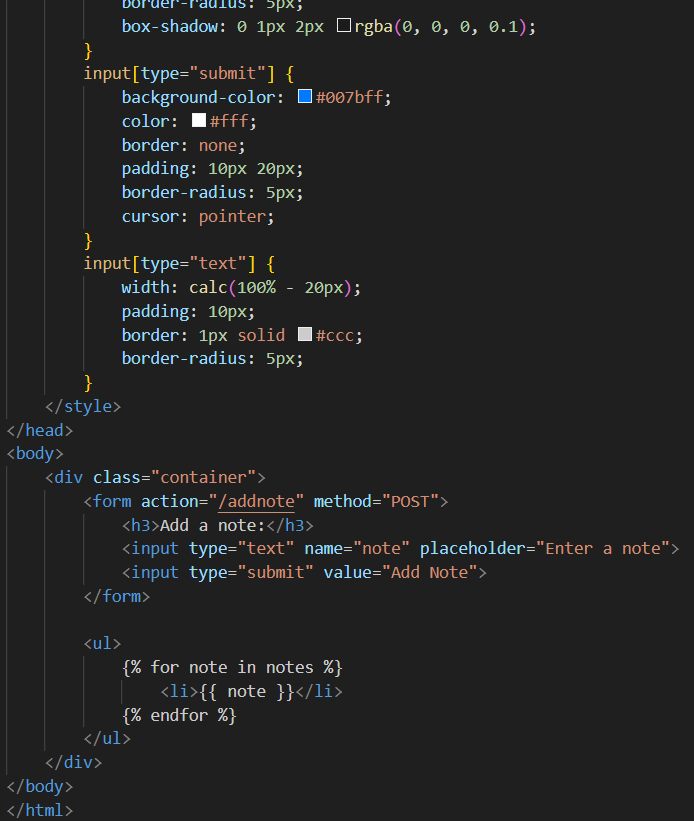 border-radius: 5px;
box-shadow: 0 1px 2px rgba(0, 0, 0, 0.1);
}
input[type="submit"] {
background-color: #007bff;
color: #fff;
border: none;
padding: 10px 20px;
border-radius: 5px;
cursor: pointer;
}
input[type="text"] {
width: calc(100% - 20px);
padding: 10px;
border: 1px solid #ccc;
border-radius: 5px;
}
</style>
</head>
<body>
<div class="container">
<form action="/addnote" method="POST">
<h3>Add a note:</h3>
<input type="text" name="note" placeholder="Enter a note">
<input type="submit" value="Add Note">
</form>
<ul>
{% for note in notes %}
<li>{{ note }}</li>
{% endfor %}
</ul>
</div>
</body>
</html>